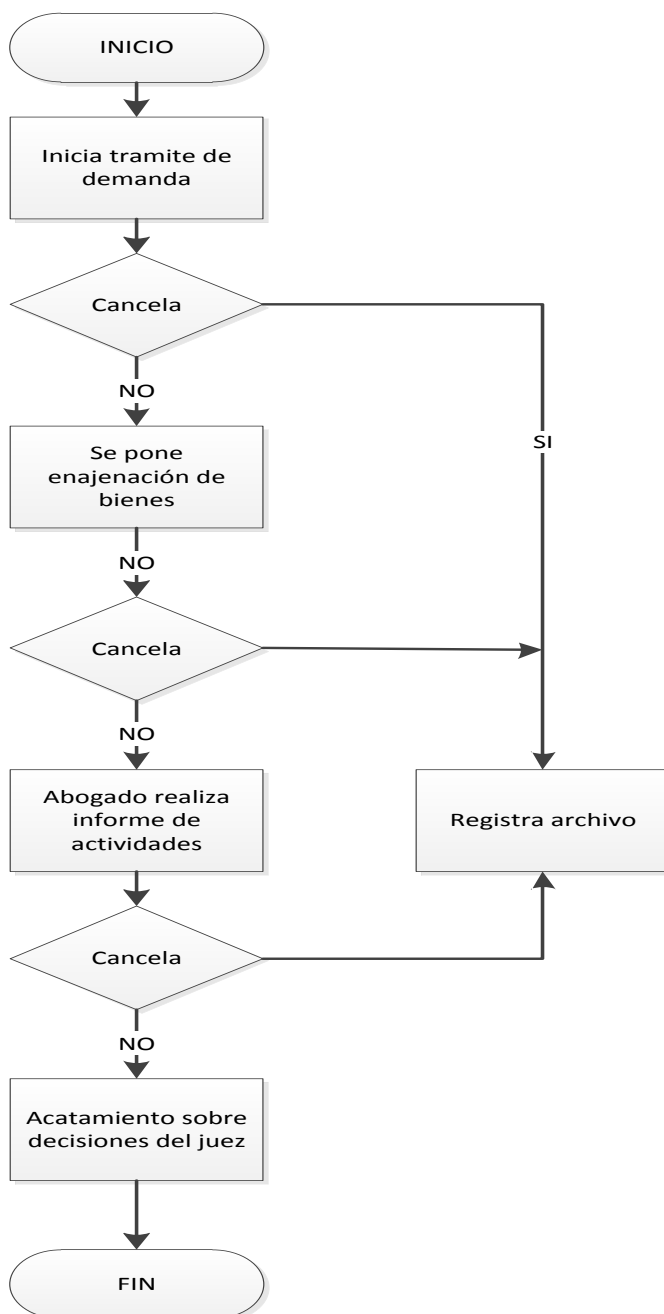 INICIO
Inicia tramite de
demanda
Cancela
NO
SI
Se pone
enajenación de
bienes
NO
Cancela
NO
Abogado realiza
informe de
actividades
Registra archivo
Cancela
NO
Acatamiento sobre
decisiones del juez
FIN